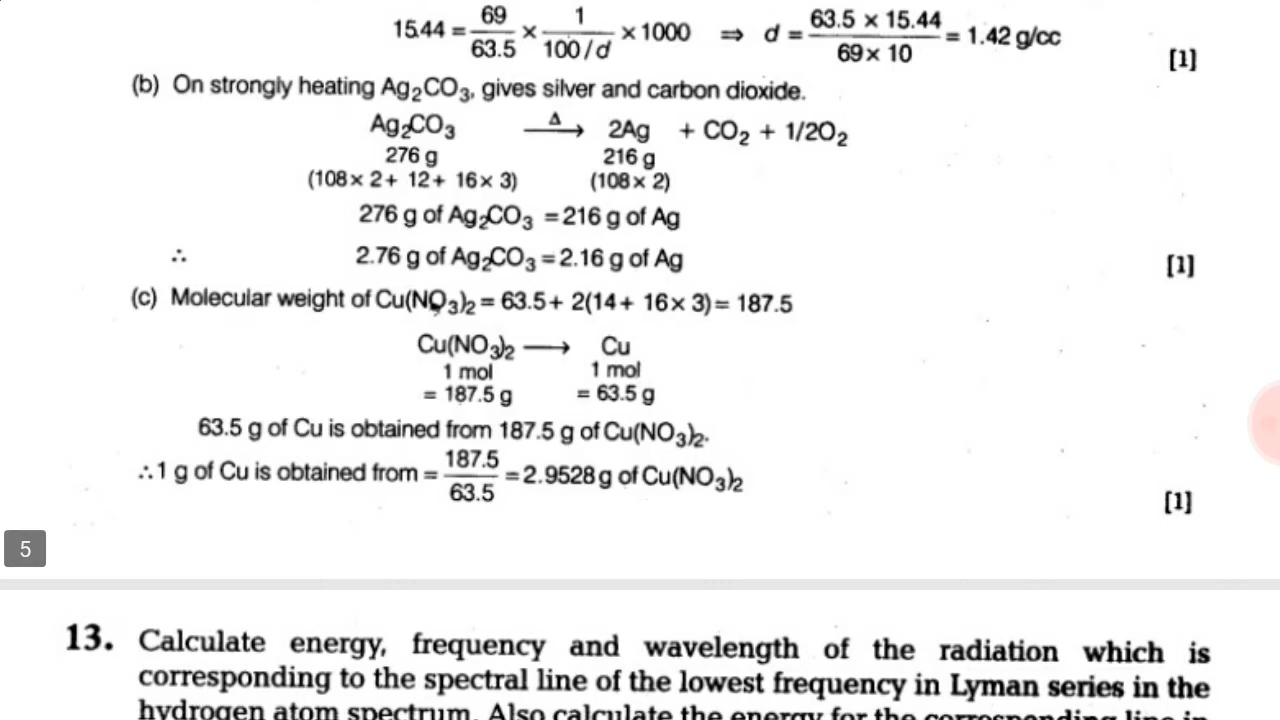 15.44 = 69/63.5 × 1/(100/d) × 1000 ⇒ d = (63.5 × 15.44)/(69 × 10) = 1.42 g/cc
[1]
(b) On strongly heating Ag₂CO₃, gives silver and carbon dioxide.
Ag₂CO₃ —Δ→ 2Ag + CO₂ + 1/2O₂
276 g 216 g
(108 × 2 + 12 + 16 × 3) (108 × 2)
276 g of Ag₂CO₃ = 216 g of Ag
∴ 2.76 g of Ag₂CO₃ = 2.16 g of Ag [1]
(c) Molecular weight of Cu(NO₃)₂ = 63.5 + 2(14 + 16 × 3) = 187.5
Cu(NO₃)₂ ⟶ Cu
1 mol 1 mol
= 187.5 g = 63.5 g
63.5 g of Cu is obtained from 187.5 g of Cu(NO₃)₂.
∴ 1 g of Cu is obtained from = 187.5/63.5 = 2.9528 g of Cu(NO₃)₂
[1]
5
13. Calculate energy, frequency and wavelength of the radiation which is
corresponding to the spectral line of the lowest frequency in Lyman series in the
hydrogen atom spectrum. Also calculate the energy for the corresponding line in